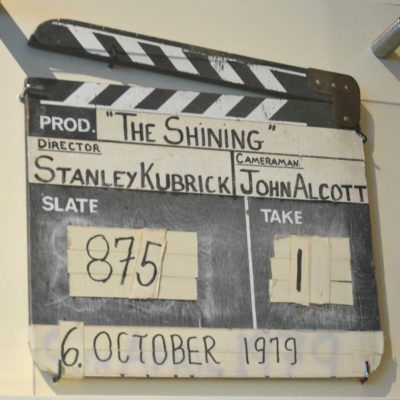 PROD. "THE SHINING"
DIRECTOR CAMERAMAN.
STANLEY KUBRICK JOHN ALCOTT
SLATE TAKE
875 1
6. OCTOBER 1979